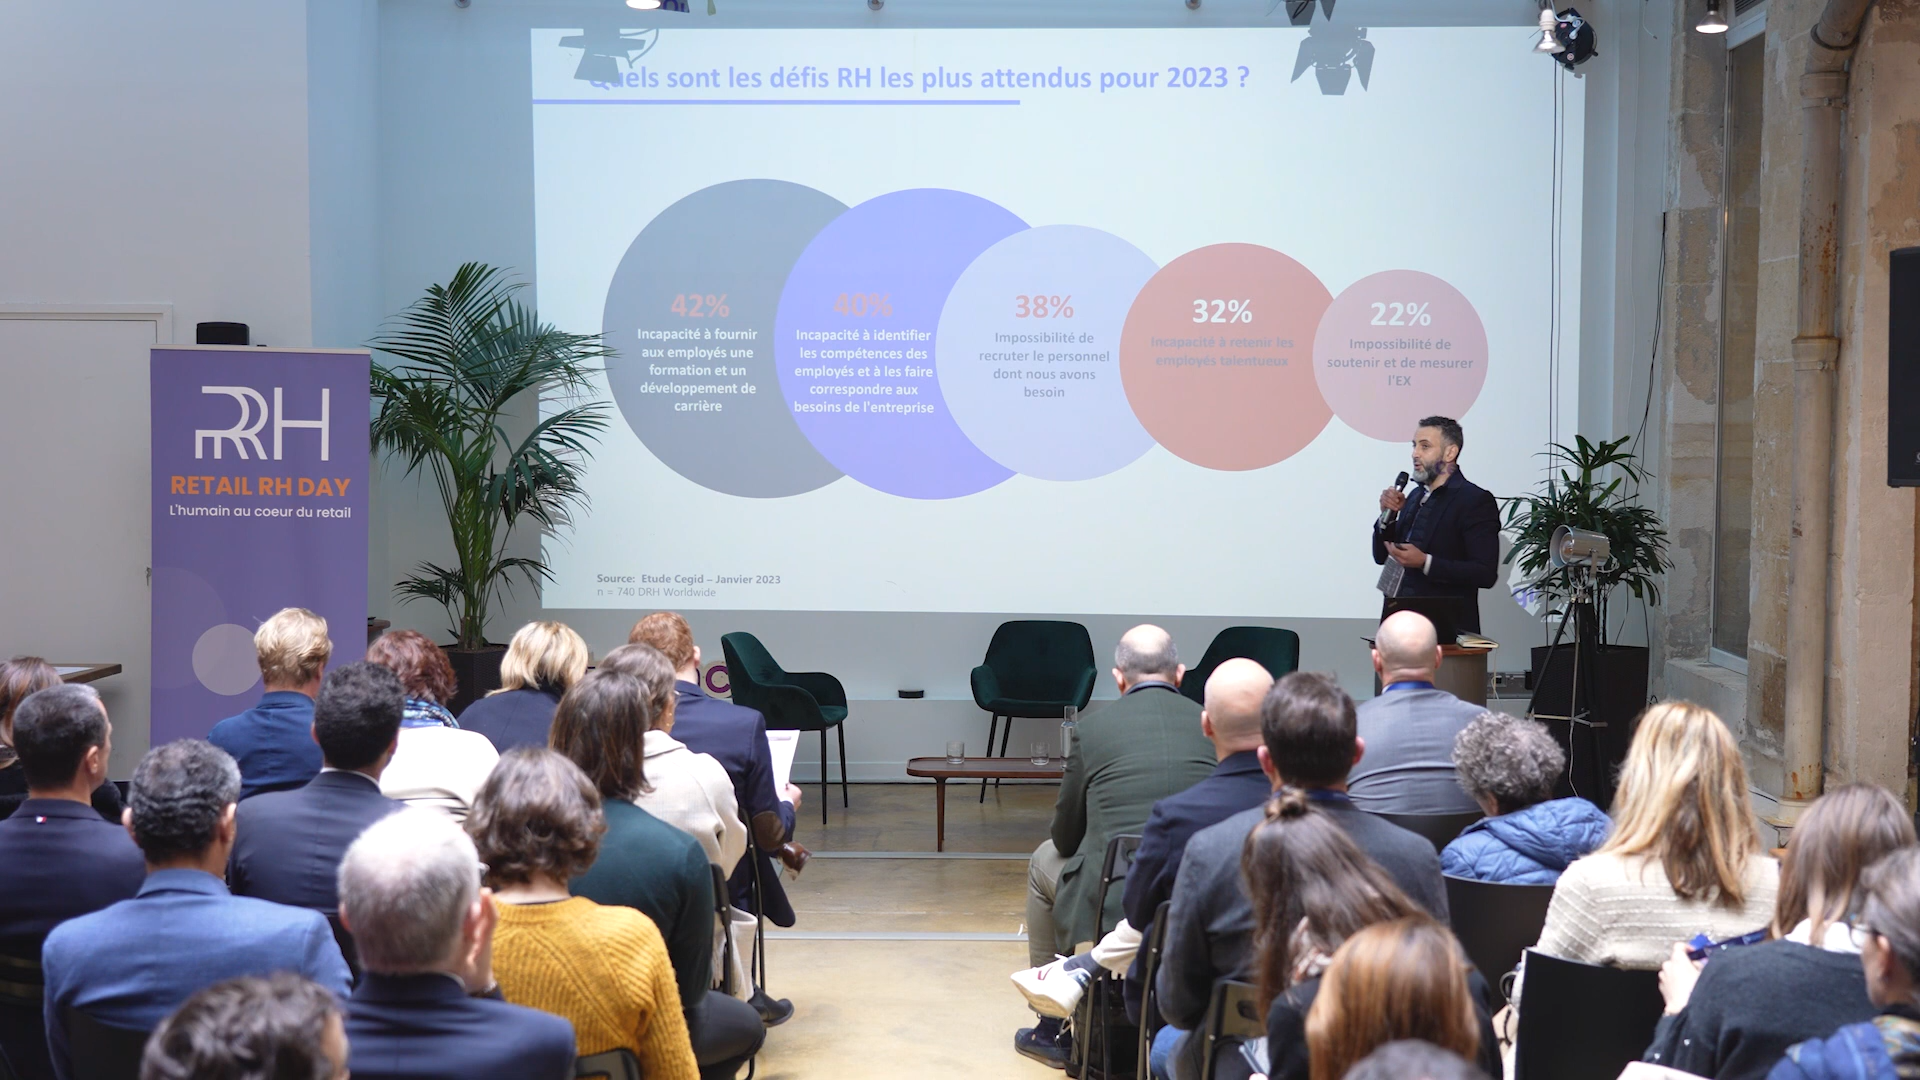 Quels sont les défis RH les plus attendus pour 2023 ?
42%
Incapacité à fournir
aux employés une
formation et un
développement de
carrière
40%
Incapacité à identifier
les compétences des
employés et à les faire
correspondre aux
besoins de l'entreprise
38%
Impossibilité de
recruter le personnel
dont nous avons
besoin
32%
Incapacité à retenir les
employés talentueux
22%
Impossibilité de
soutenir et de mesurer
l'EX
Source: Etude Cegid – Janvier 2023
n = 740 DRH Worldwide
RH
RETAIL RH DAY
L'humain au coeur du retail